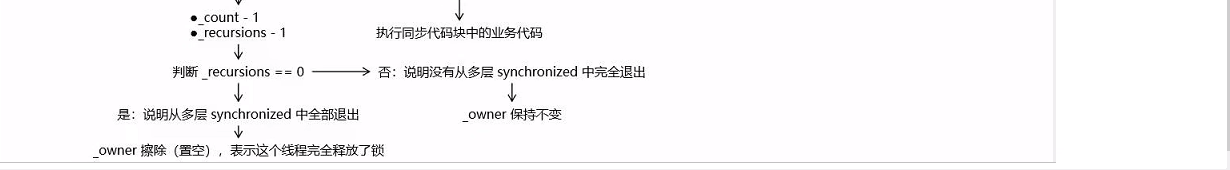 ●_count - 1
●_recursions - 1
执行同步代码块中的业务代码
判断 _recursions == 0
否：说明没有从多层 synchronized 中完全退出
是：说明从多层 synchronized 中全部退出
_owner 保持不变
_owner 擦除（置空），表示这个线程完全释放了锁